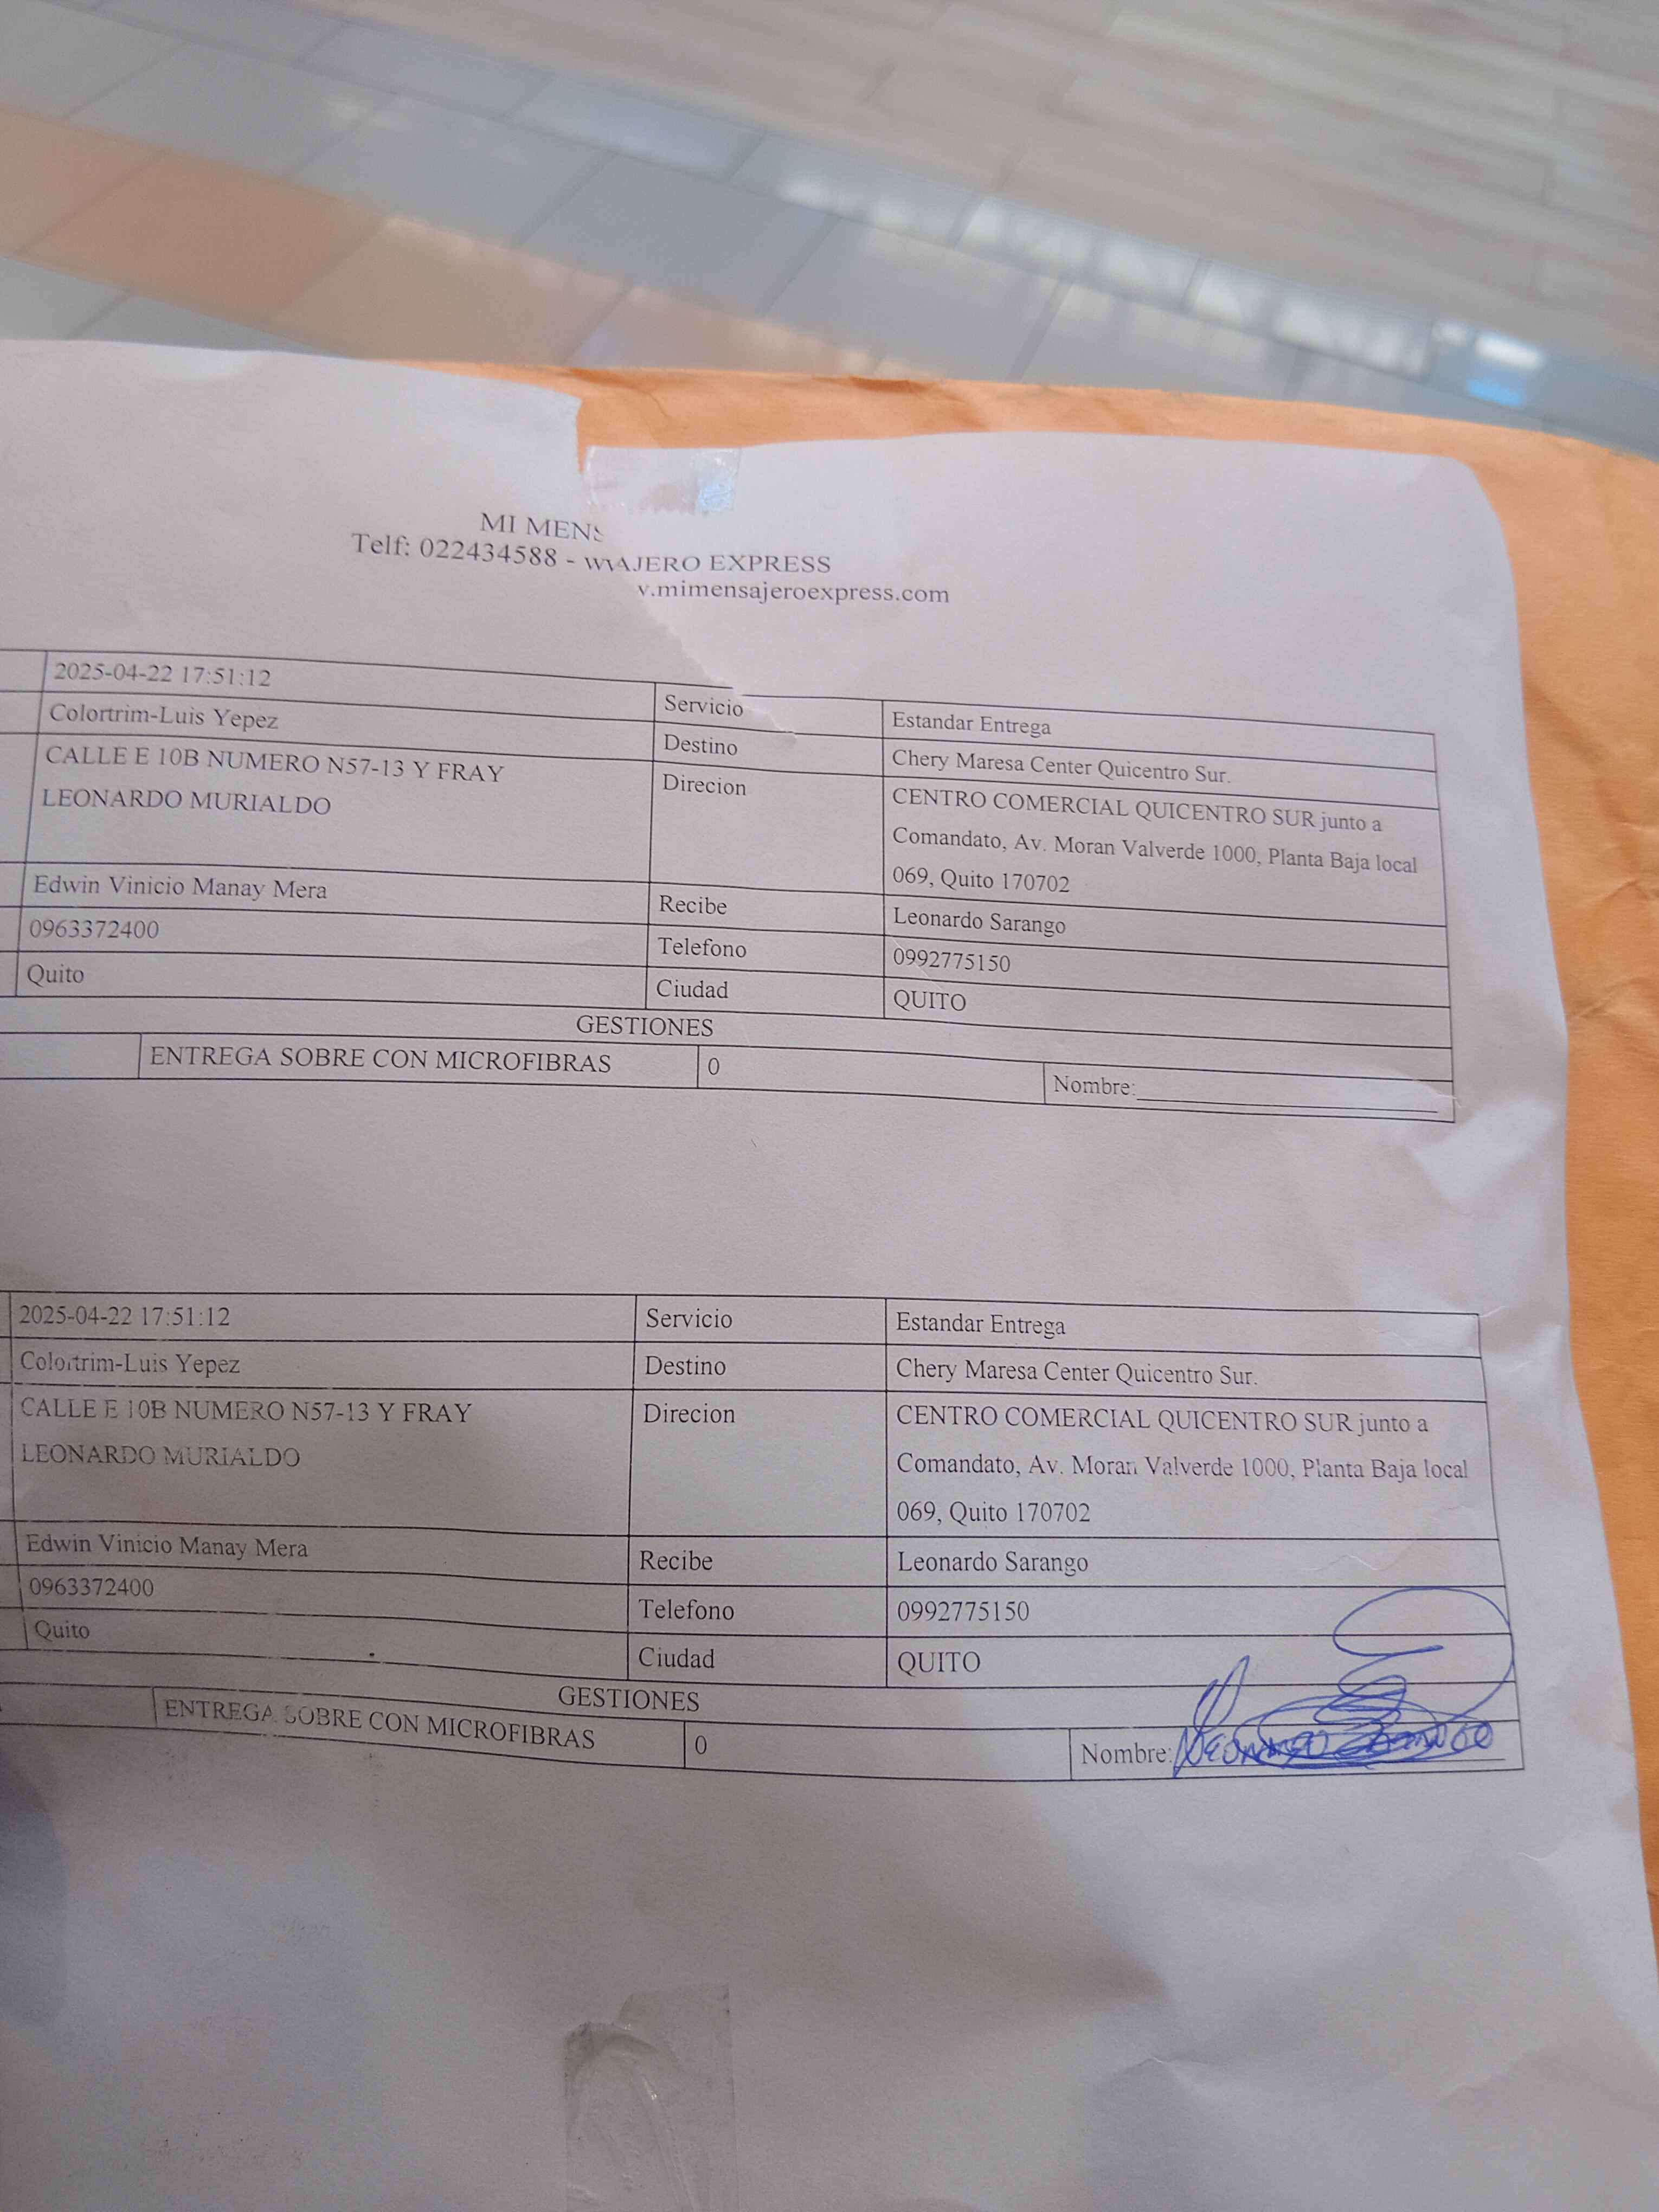 MI MENSAJERO EXPRESS
Telf: 022434588 - www.mimensajeroexpress.com
2025-04-22 17:51:12 Servicio Estandar Entrega
Colortrim-Luis Yepez Destino Chery Maresa Center Quicentro Sur.
CALLE E 10B NUMERO N57-13 Y FRAY Direcion CENTRO COMERCIAL QUICENTRO SUR junto a
LEONARDO MURIALDO Comandato, Av. Moran Valverde 1000, Planta Baja local
069, Quito 170702
Edwin Vinicio Manay Mera Recibe Leonardo Sarango
0963372400 Telefono 0992775150
Quito Ciudad QUITO
GESTIONES
ENTREGA SOBRE CON MICROFIBRAS 0 Nombre:
2025-04-22 17:51:12 Servicio Estandar Entrega
Colortrim-Luis Yepez Destino Chery Maresa Center Quicentro Sur.
CALLE E 10B NUMERO N57-13 Y FRAY Direcion CENTRO COMERCIAL QUICENTRO SUR junto a
LEONARDO MURIALDO Comandato, Av. Moran Valverde 1000, Planta Baja local
069, Quito 170702
Edwin Vinicio Manay Mera Recibe Leonardo Sarango
0963372400 Telefono 0992775150
Quito Ciudad QUITO
GESTIONES
ENTREGA SOBRE CON MICROFIBRAS 0 Nombre: